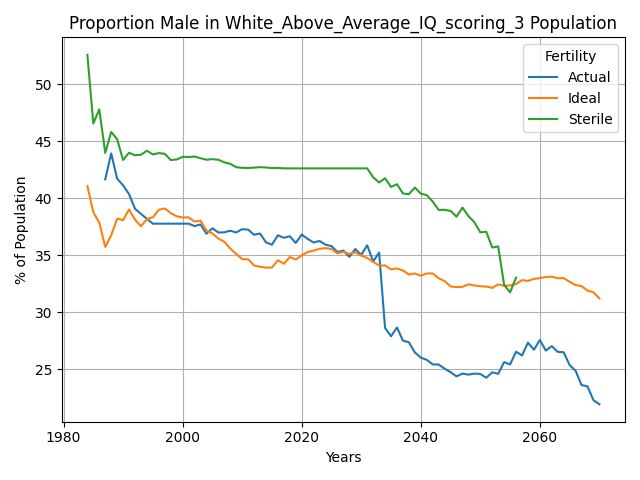 Proportion Male in White_Above_Average_IQ_scoring_3 Population
% of Population
50
45
40
35
30
25
1980
2000
2020
2040
2060
Years
Fertility
Actual
Ideal
Sterile